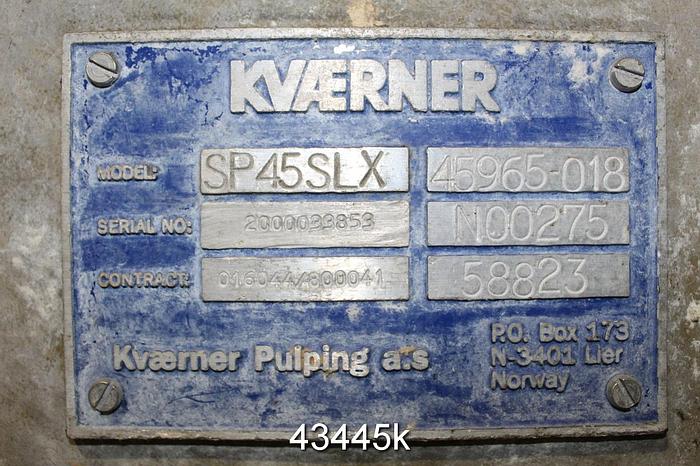 KVÆRNER
MODEL: SP45SLX 45965-018
SERIAL NO: 2000033853 N00275
CONTRACT: 016044/800041 58823
Kværner Pulping a.s
P.O. Box 173
N-3401 Lier
Norway
43445k